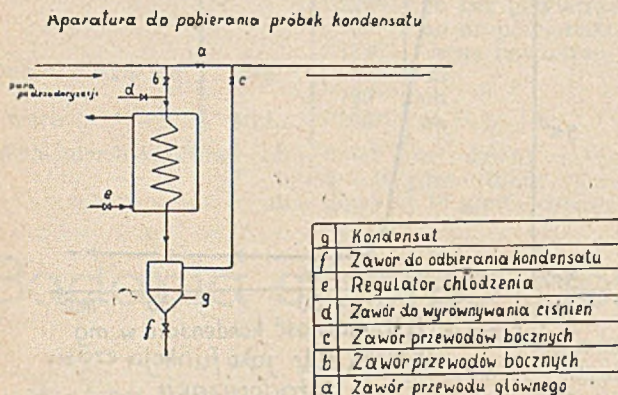 Aparatura do pobierania próbek kondensatu
a
b
c
para
d
e
g
f
g Kondensat
f Zawór do odbierania kondensatu
e Regulator chłodzenia
d Zawór do wyrównywania ciśnień
c Zawór przewodów bocznych
b Zawór przewodów bocznych
a Zawór przewodu głównego